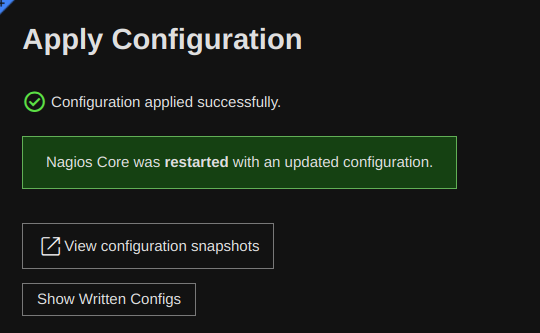 Apply Configuration
Configuration applied successfully.
Nagios Core was restarted with an updated configuration.
View configuration snapshots
Show Written Configs